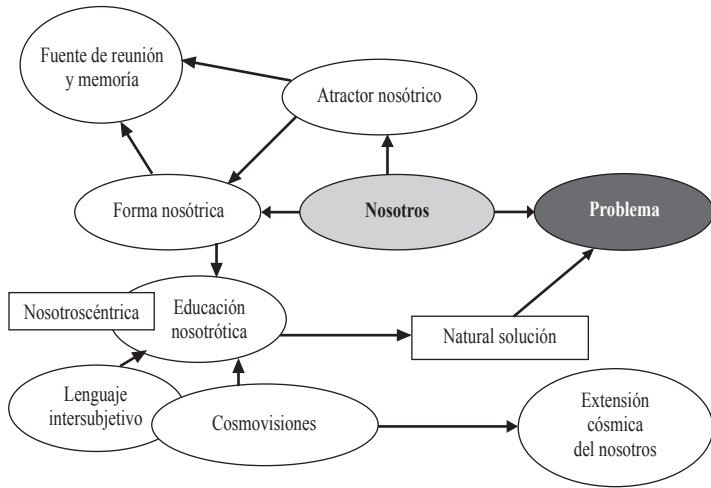 Fuente de reunión
y memoría
Atractor nosótrico
Forma nosótrica
Nosotros
Problema
Nosotroscéntrica
Educación
nosotrótica
Natural solución
Lenguaje
intersubjetivo
Cosmovisiones
Extensión
cósmica
del nosotros